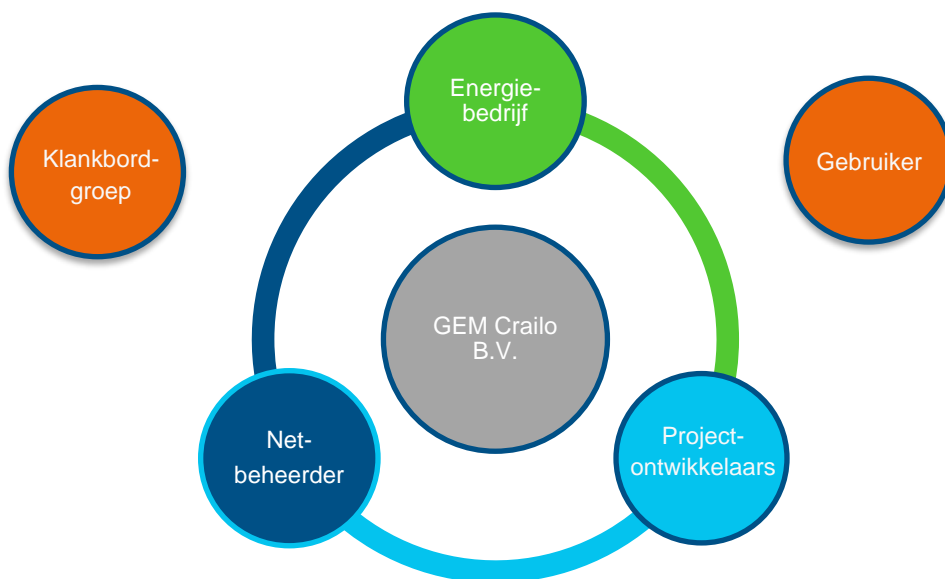 Energie-
bedrijf
Klankbord-
groep
Gebruiker
GEM Crailo
B.V.
Net-
beheerder
Project-
ontwikkelaars